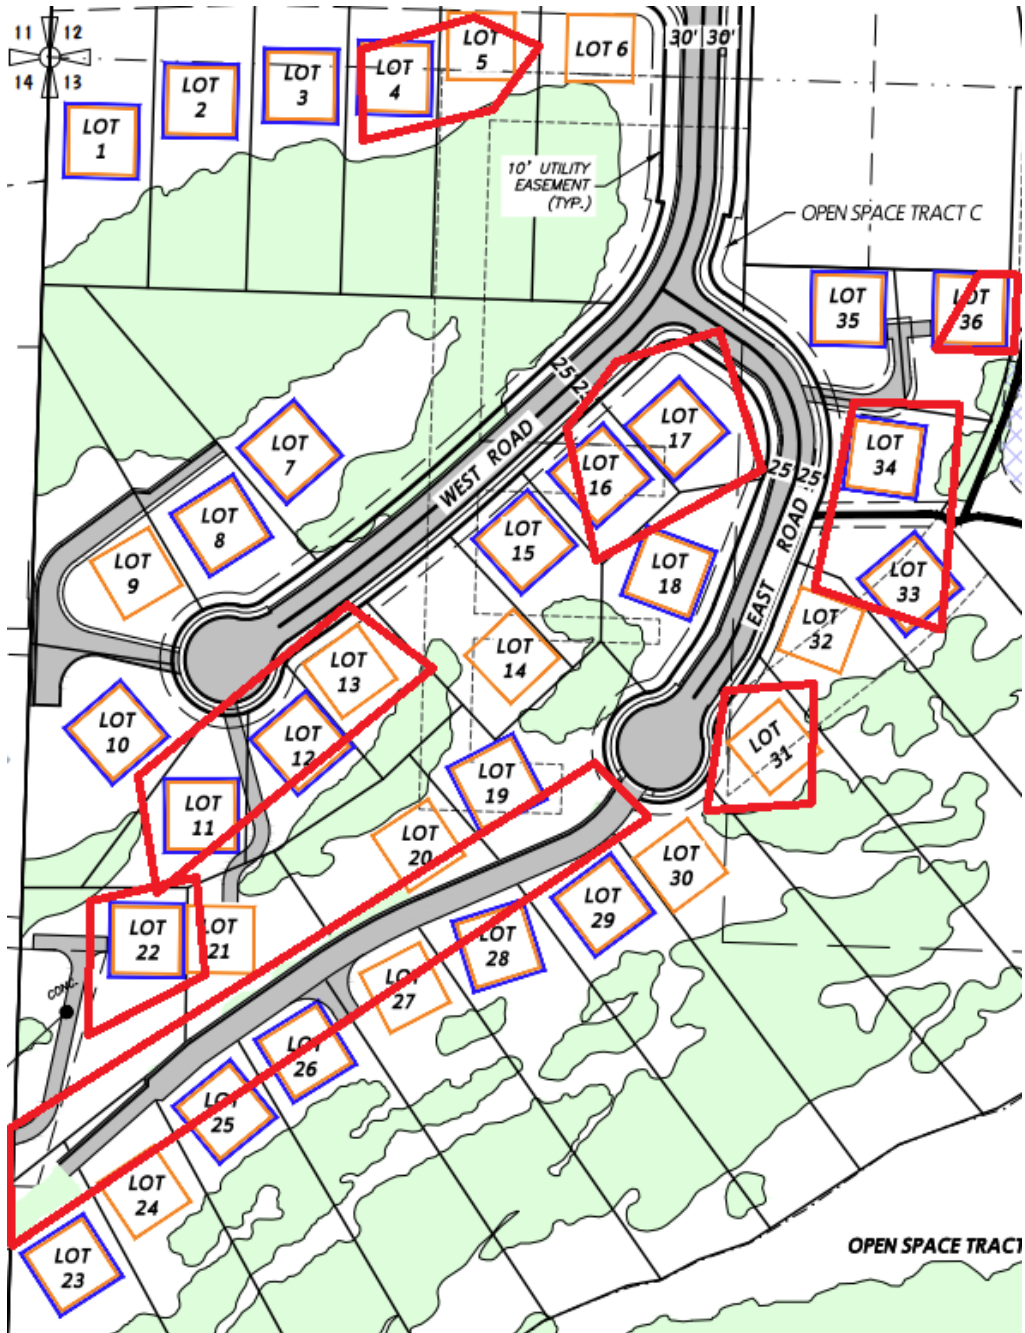 11 12
14 13
LOT
1
LOT
2
LOT
3
LOT
4
LOT
5
LOT 6
30' 30'
10' UTILITY
EASEMENT
(TYP.)
OPEN SPACE TRACT C
LOT
35
LOT
36
25 25
WEST ROAD
LOT
7
LOT
8
LOT
9
LOT
17
LOT
16
LOT
15
LOT
18
25 25
EAST ROAD
LOT
34
LOT
33
LOT
32
LOT
13
LOT
14
LOT
10
LOT
12
LOT
11
LOT
19
LOT
20
LOT
31
LOT
30
LOT
29
LOT
28
LOT
27
LOT
22
LOT
21
CONC.
LOT
26
LOT
25
LOT
24
LOT
23
OPEN SPACE TRACT